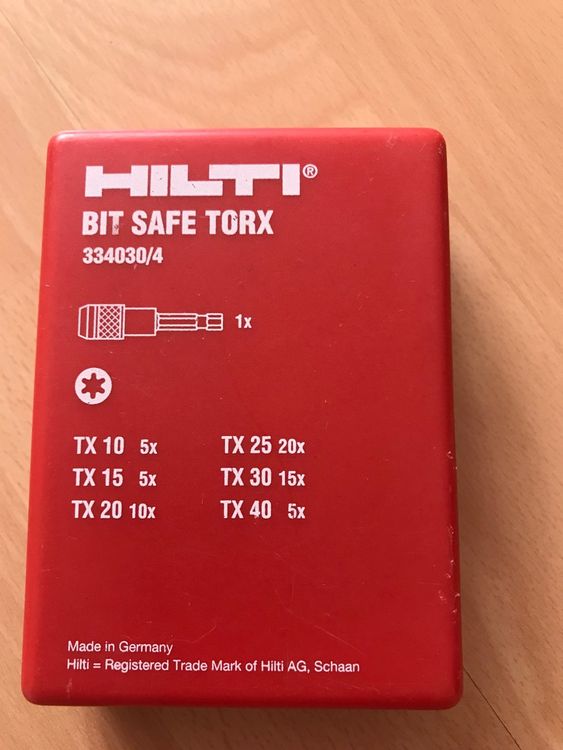 HILTI®
BIT SAFE TORX
334030/4
1x
TX 10 5x TX 25 20x
TX 15 5x TX 30 15x
TX 20 10x TX 40 5x
Made in Germany
Hilti = Registered Trade Mark of Hilti AG, Schaan